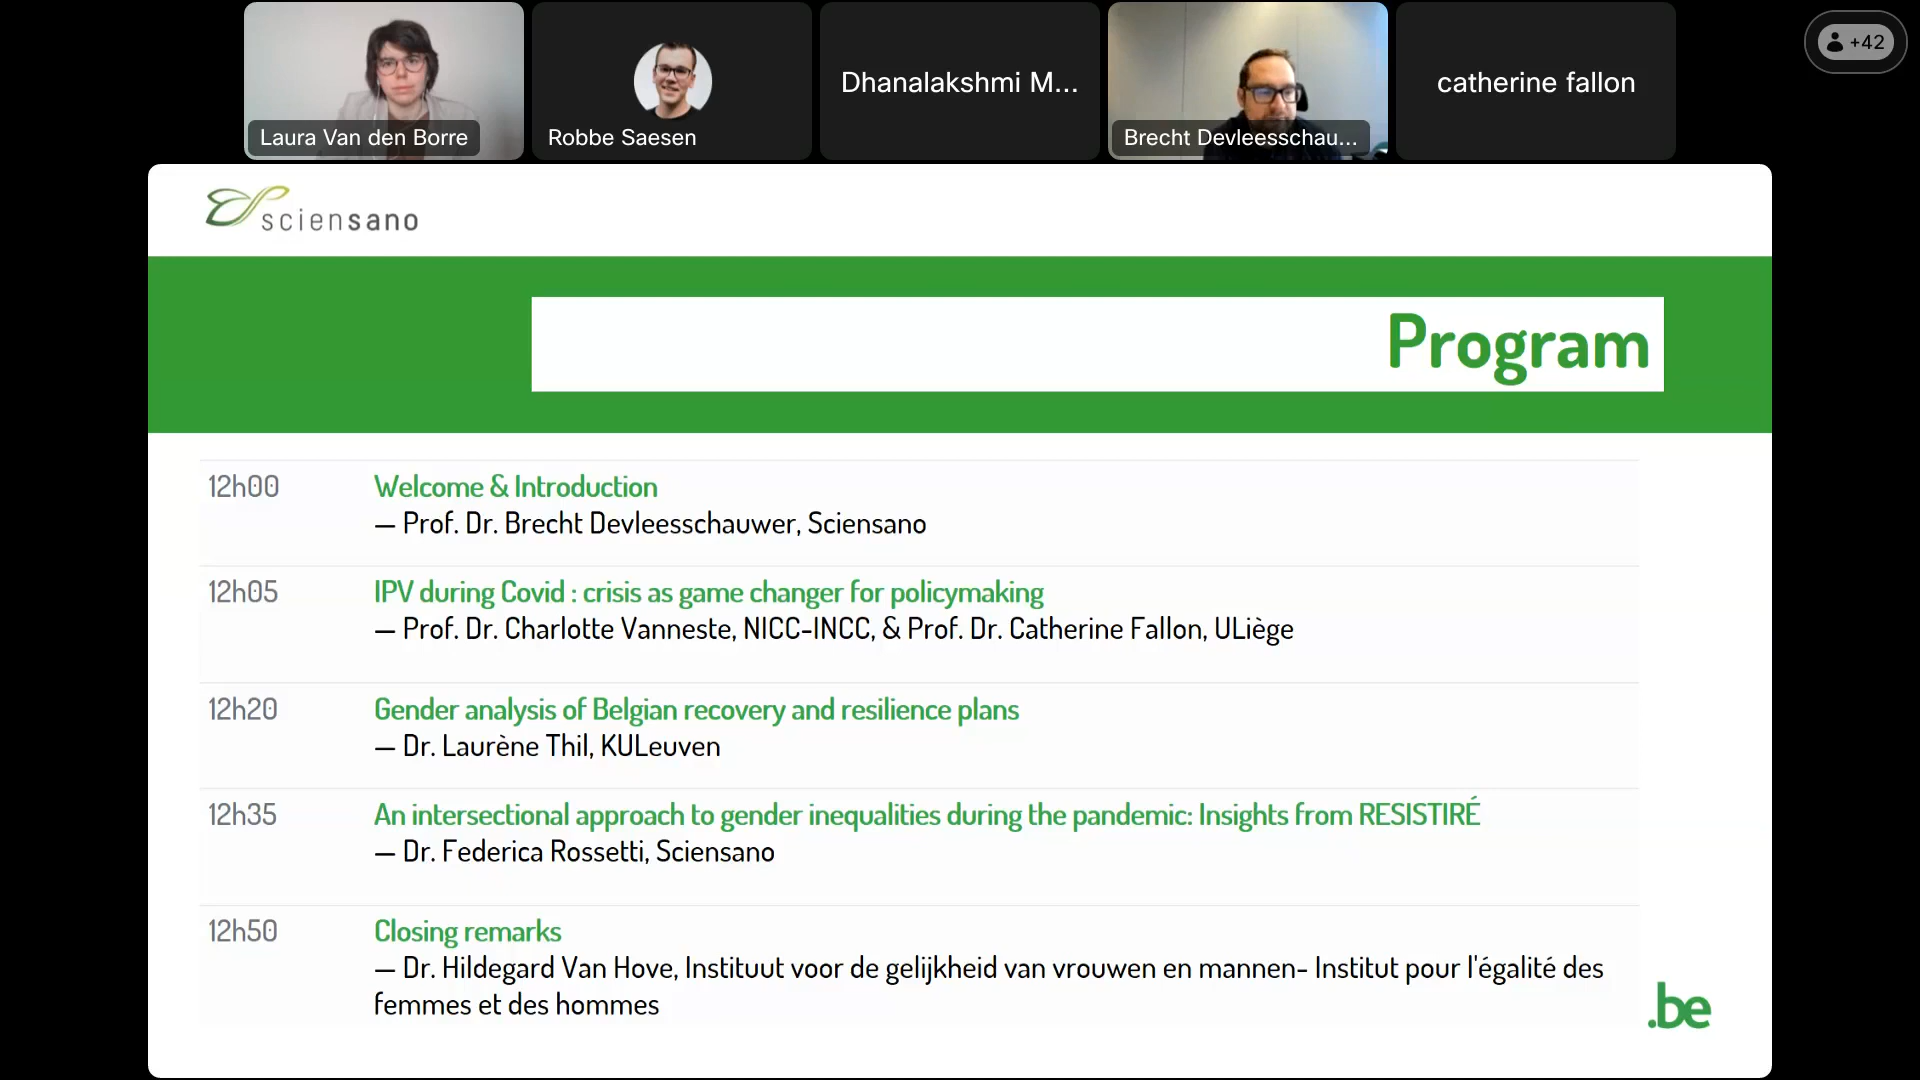 Laura Van den Borre
Robbe Saesen
Dhanalakshmi M...
Brecht Devleesschau...
catherine fallon
+42
sciensano
Program
12h00
Welcome & Introduction
— Prof. Dr. Brecht Devleesschauwer, Sciensano
12h05
IPV during Covid : crisis as game changer for policymaking
— Prof. Dr. Charlotte Vanneste, NICC-INCC, & Prof. Dr. Catherine Fallon, ULiège
12h20
Gender analysis of Belgian recovery and resilience plans
— Dr. Laurène Thil, KULeuven
12h35
An intersectional approach to gender inequalities during the pandemic: Insights from RESISTIRÉ
— Dr. Federica Rossetti, Sciensano
12h50
Closing remarks
— Dr. Hildegard Van Hove, Instituut voor de gelijkheid van vrouwen en mannen- Institut pour l'égalité des
femmes et des hommes
.be